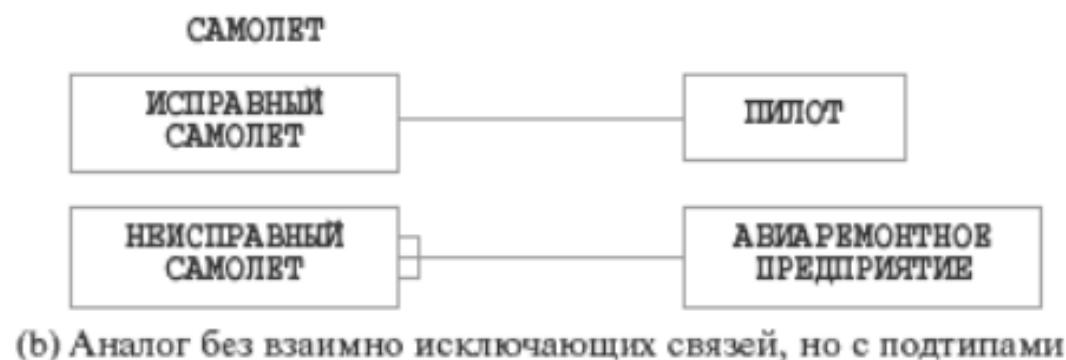 САМОЛЕТ
ИСПРАВНЫЙ
САМОЛЕТ
ПИЛОТ
НЕИСПРАВНЫЙ
САМОЛЕТ
АВИАРЕМОНТНОЕ
ПРЕДПРИЯТИЕ
(b) Аналог без взаимно исключающих связей, но с подтипами